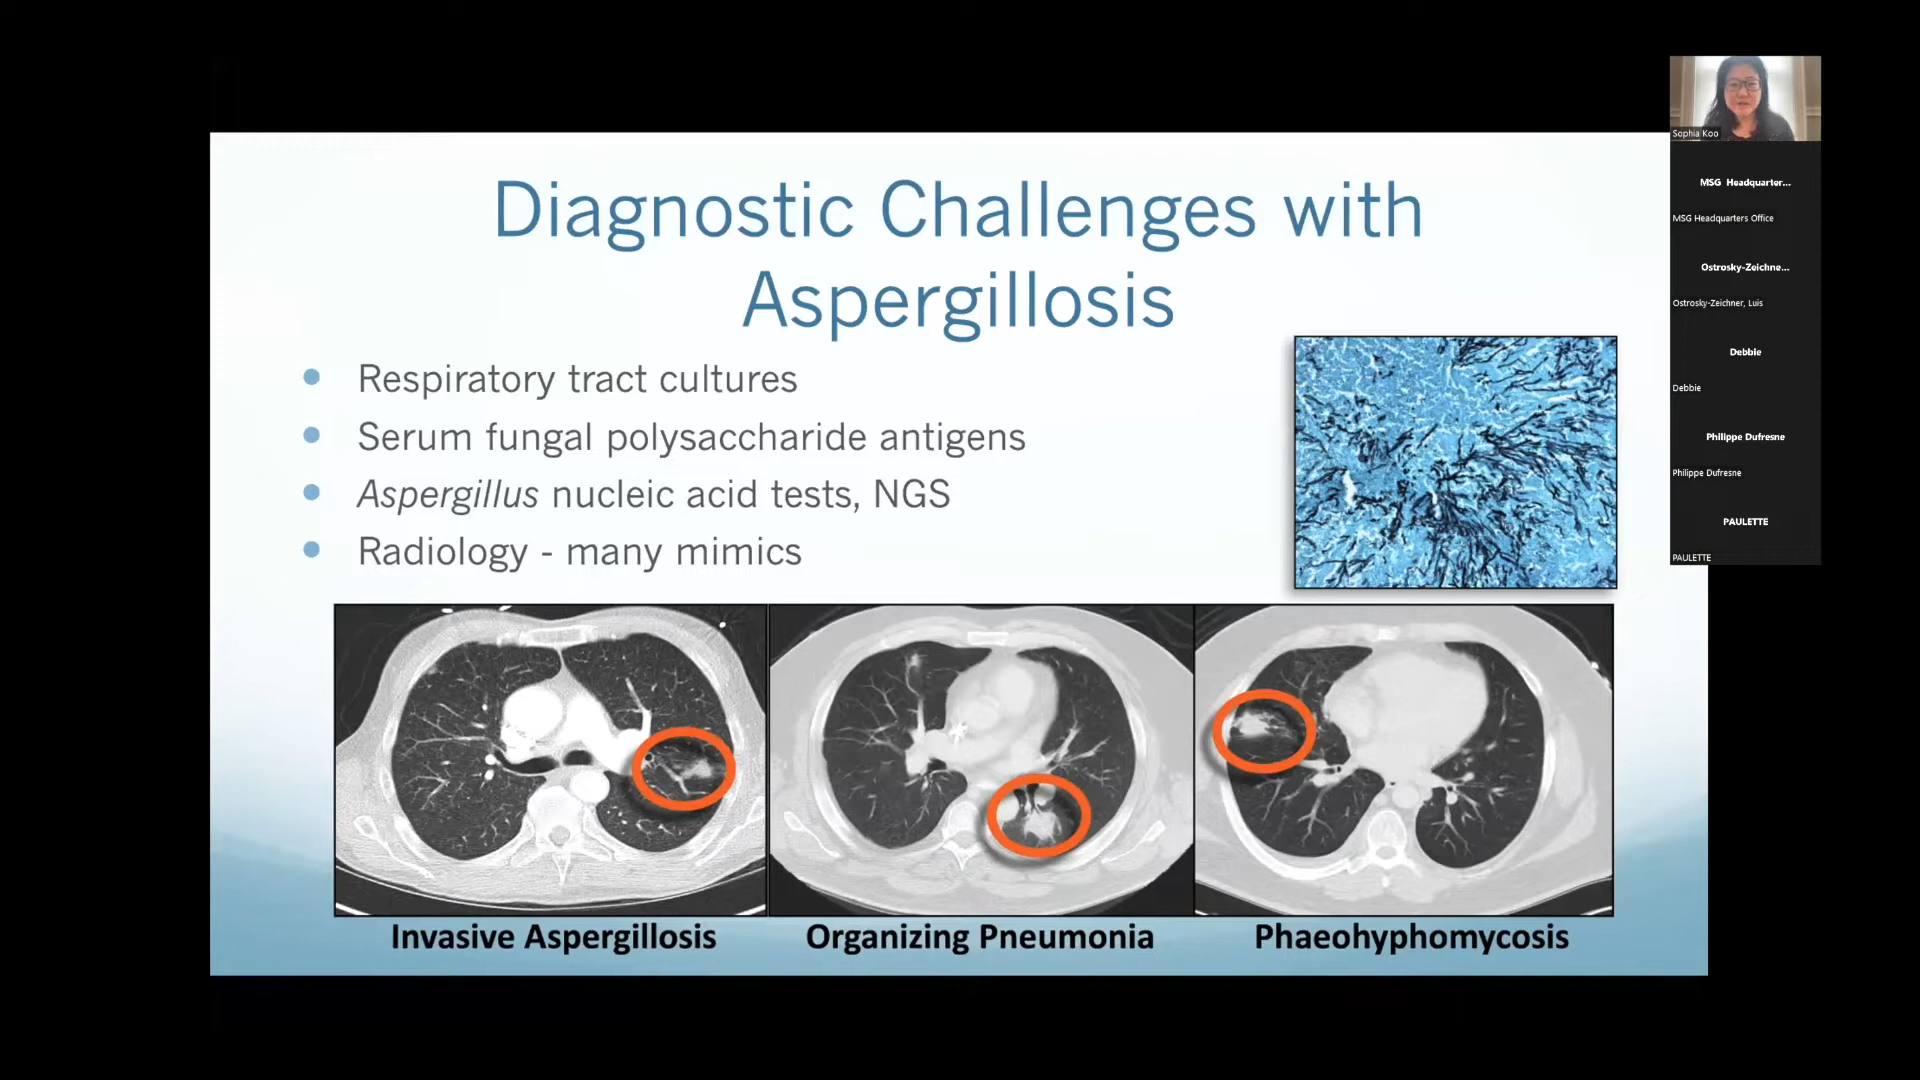 Diagnostic Challenges with
Aspergillosis
Respiratory tract cultures
Serum fungal polysaccharide antigens
Aspergillus nucleic acid tests, NGS
Radiology - many mimics
Invasive Aspergillosis
Organizing Pneumonia
Phaeohyphomycosis
Sophia Koo
MSG Headquarter...
MSG Headquarters Office
Ostrosky-Zeichne...
Ostrosky-Zeichner, Luis
Debbie
Debbie
Philippe Dufresne
Philippe Dufresne
PAULETTE
PAULETTE